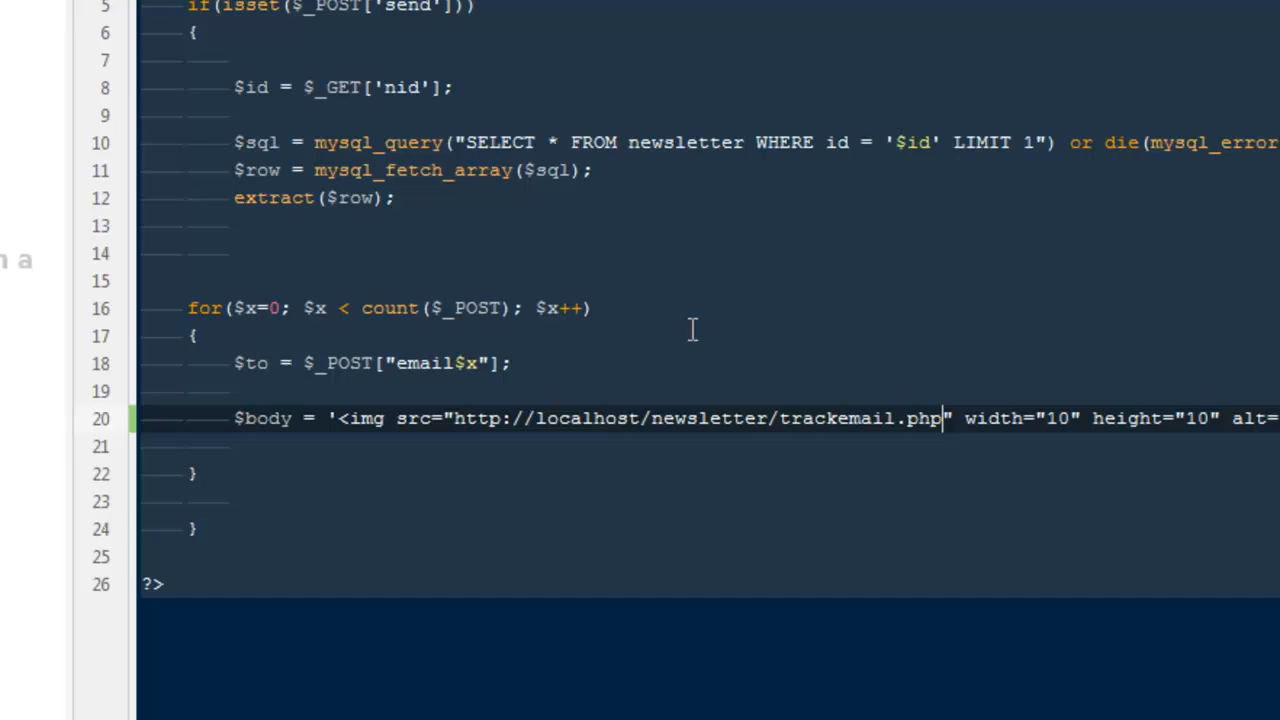 5 if(isset($_POST['send']))
6 {
7
8 $id = $_GET['nid'];
9
10 $sql = mysql_query("SELECT * FROM newsletter WHERE id = '$id' LIMIT 1") or die(mysql_error
11 $row = mysql_fetch_array($sql);
12 extract($row);
13
14
n a
15
16 for($x=0; $x < count($_POST); $x++)
17 {
18 $to = $_POST["email$x"];
19
20 $body = '<img src="http://localhost/newsletter/trackemail.php" width="10" height="10" alt=
21
22 }
23
24 }
25
26 ?>